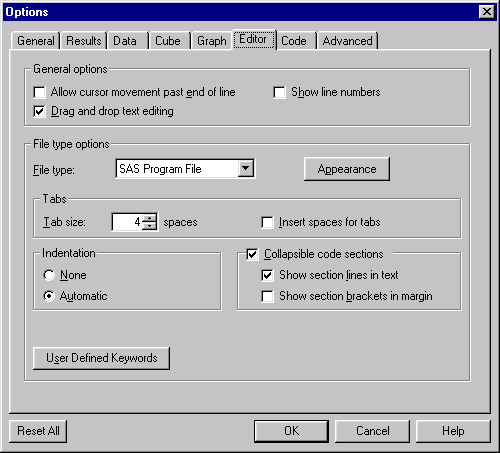 Options
General Results Data Cube Graph Editor Code Advanced
General options
Allow cursor movement past end of line Show line numbers
Drag and drop text editing
File type options
File type: SAS Program File Appearance
Tabs
Tab size: 4 spaces Insert spaces for tabs
Indentation Collapsible code sections
None Show section lines in text
Automatic Show section brackets in margin
User Defined Keywords
Reset All OK Cancel Help